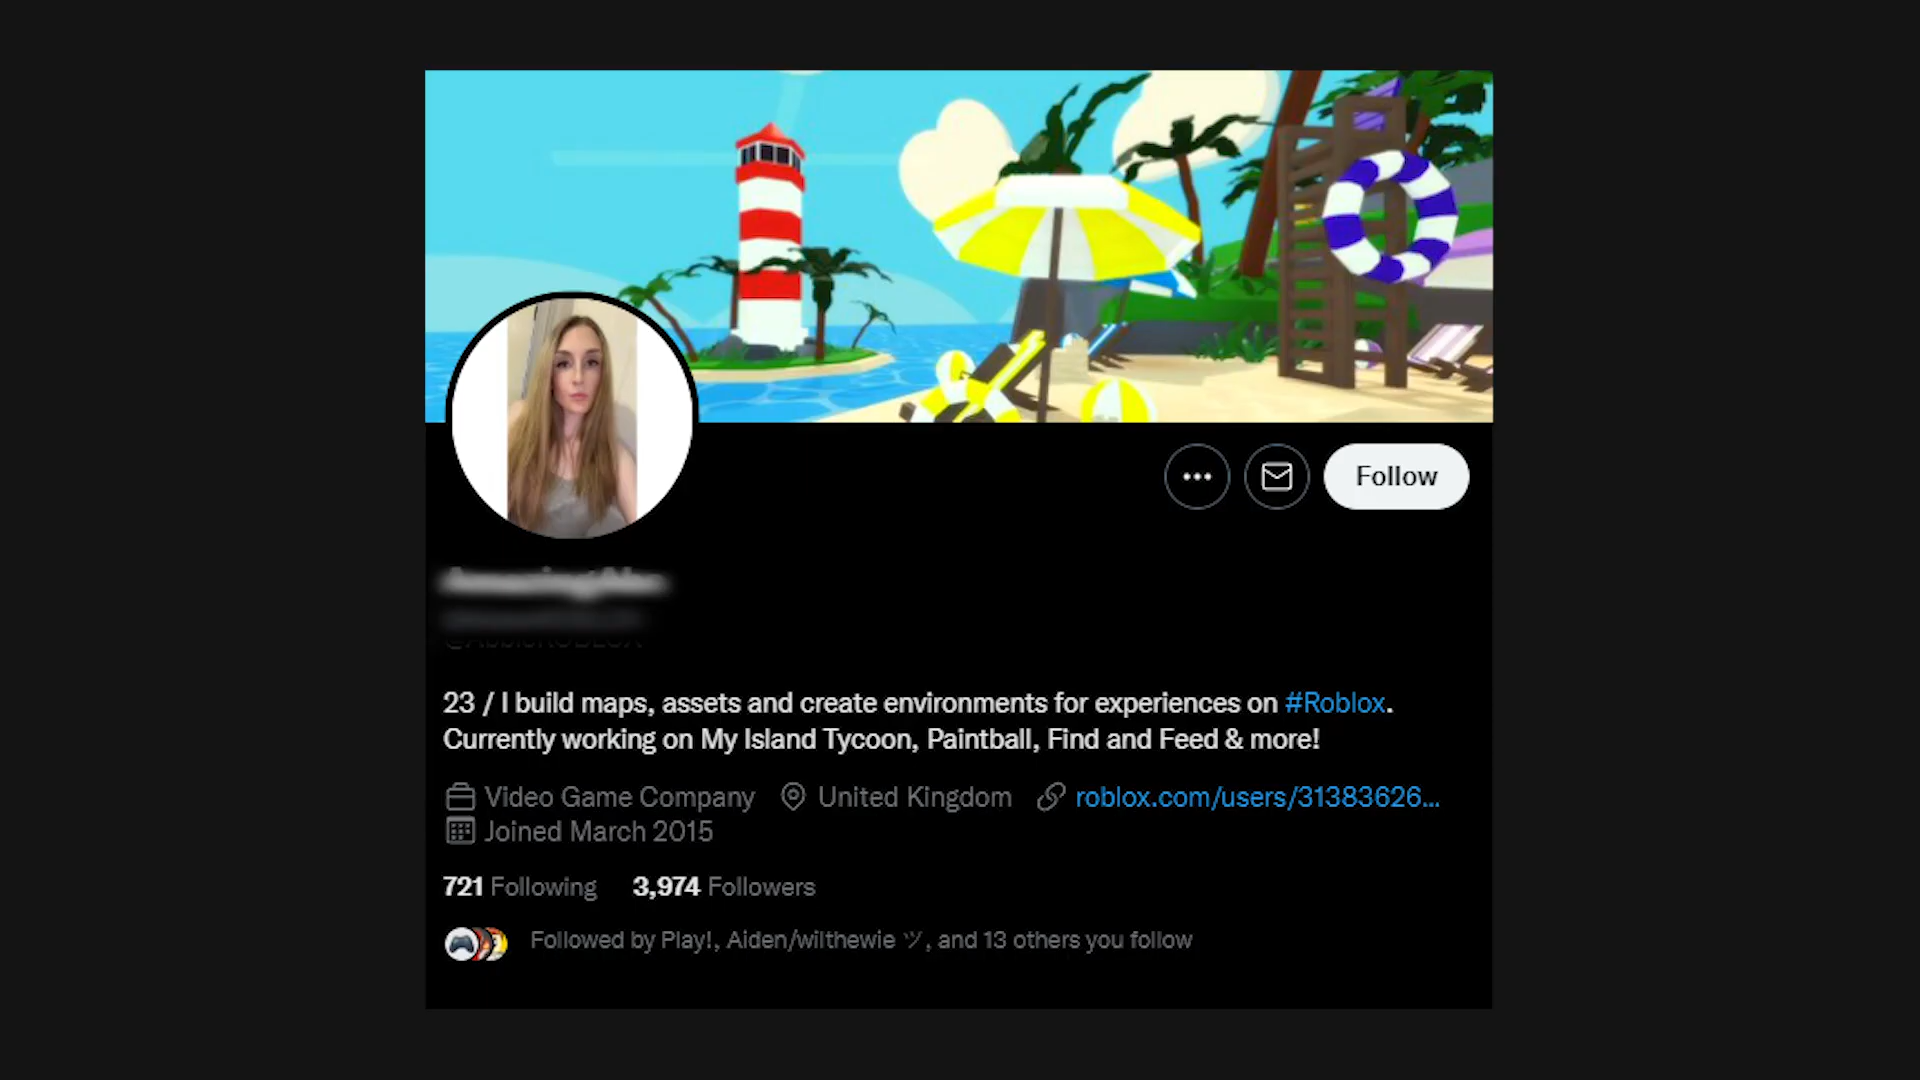 Follow
23 / I build maps, assets and create environments for experiences on #Roblox.
Currently working on My Island Tycoon, Paintball, Find and Feed & more!
Video Game Company United Kingdom roblox.com/users/31383626...
Joined March 2015
721 Following 3,974 Followers
Followed by Play!, Aiden/wilthewie ツ, and 13 others you follow